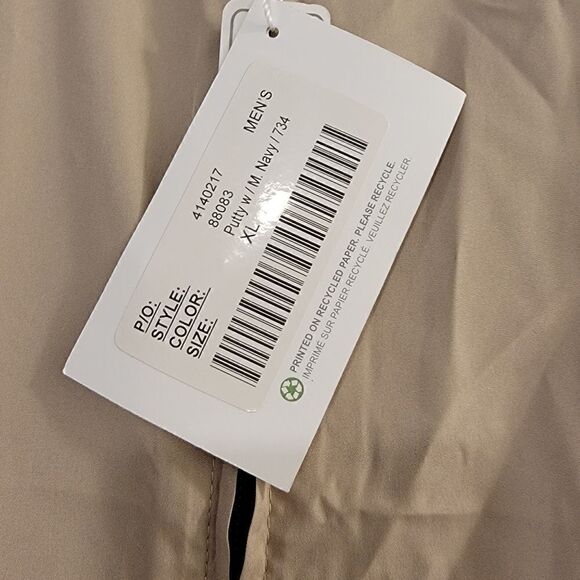 P/O: 4140217
STYLE: 88083 MEN'S
COLOR: Putty w / M. Navy / 734
SIZE: XL
PRINTED ON RECYCLED PAPER. PLEASE RECYCLE.
IMPRIMÉ SUR PAPIER RECYCLÉ. VEUILLEZ RECYCLER